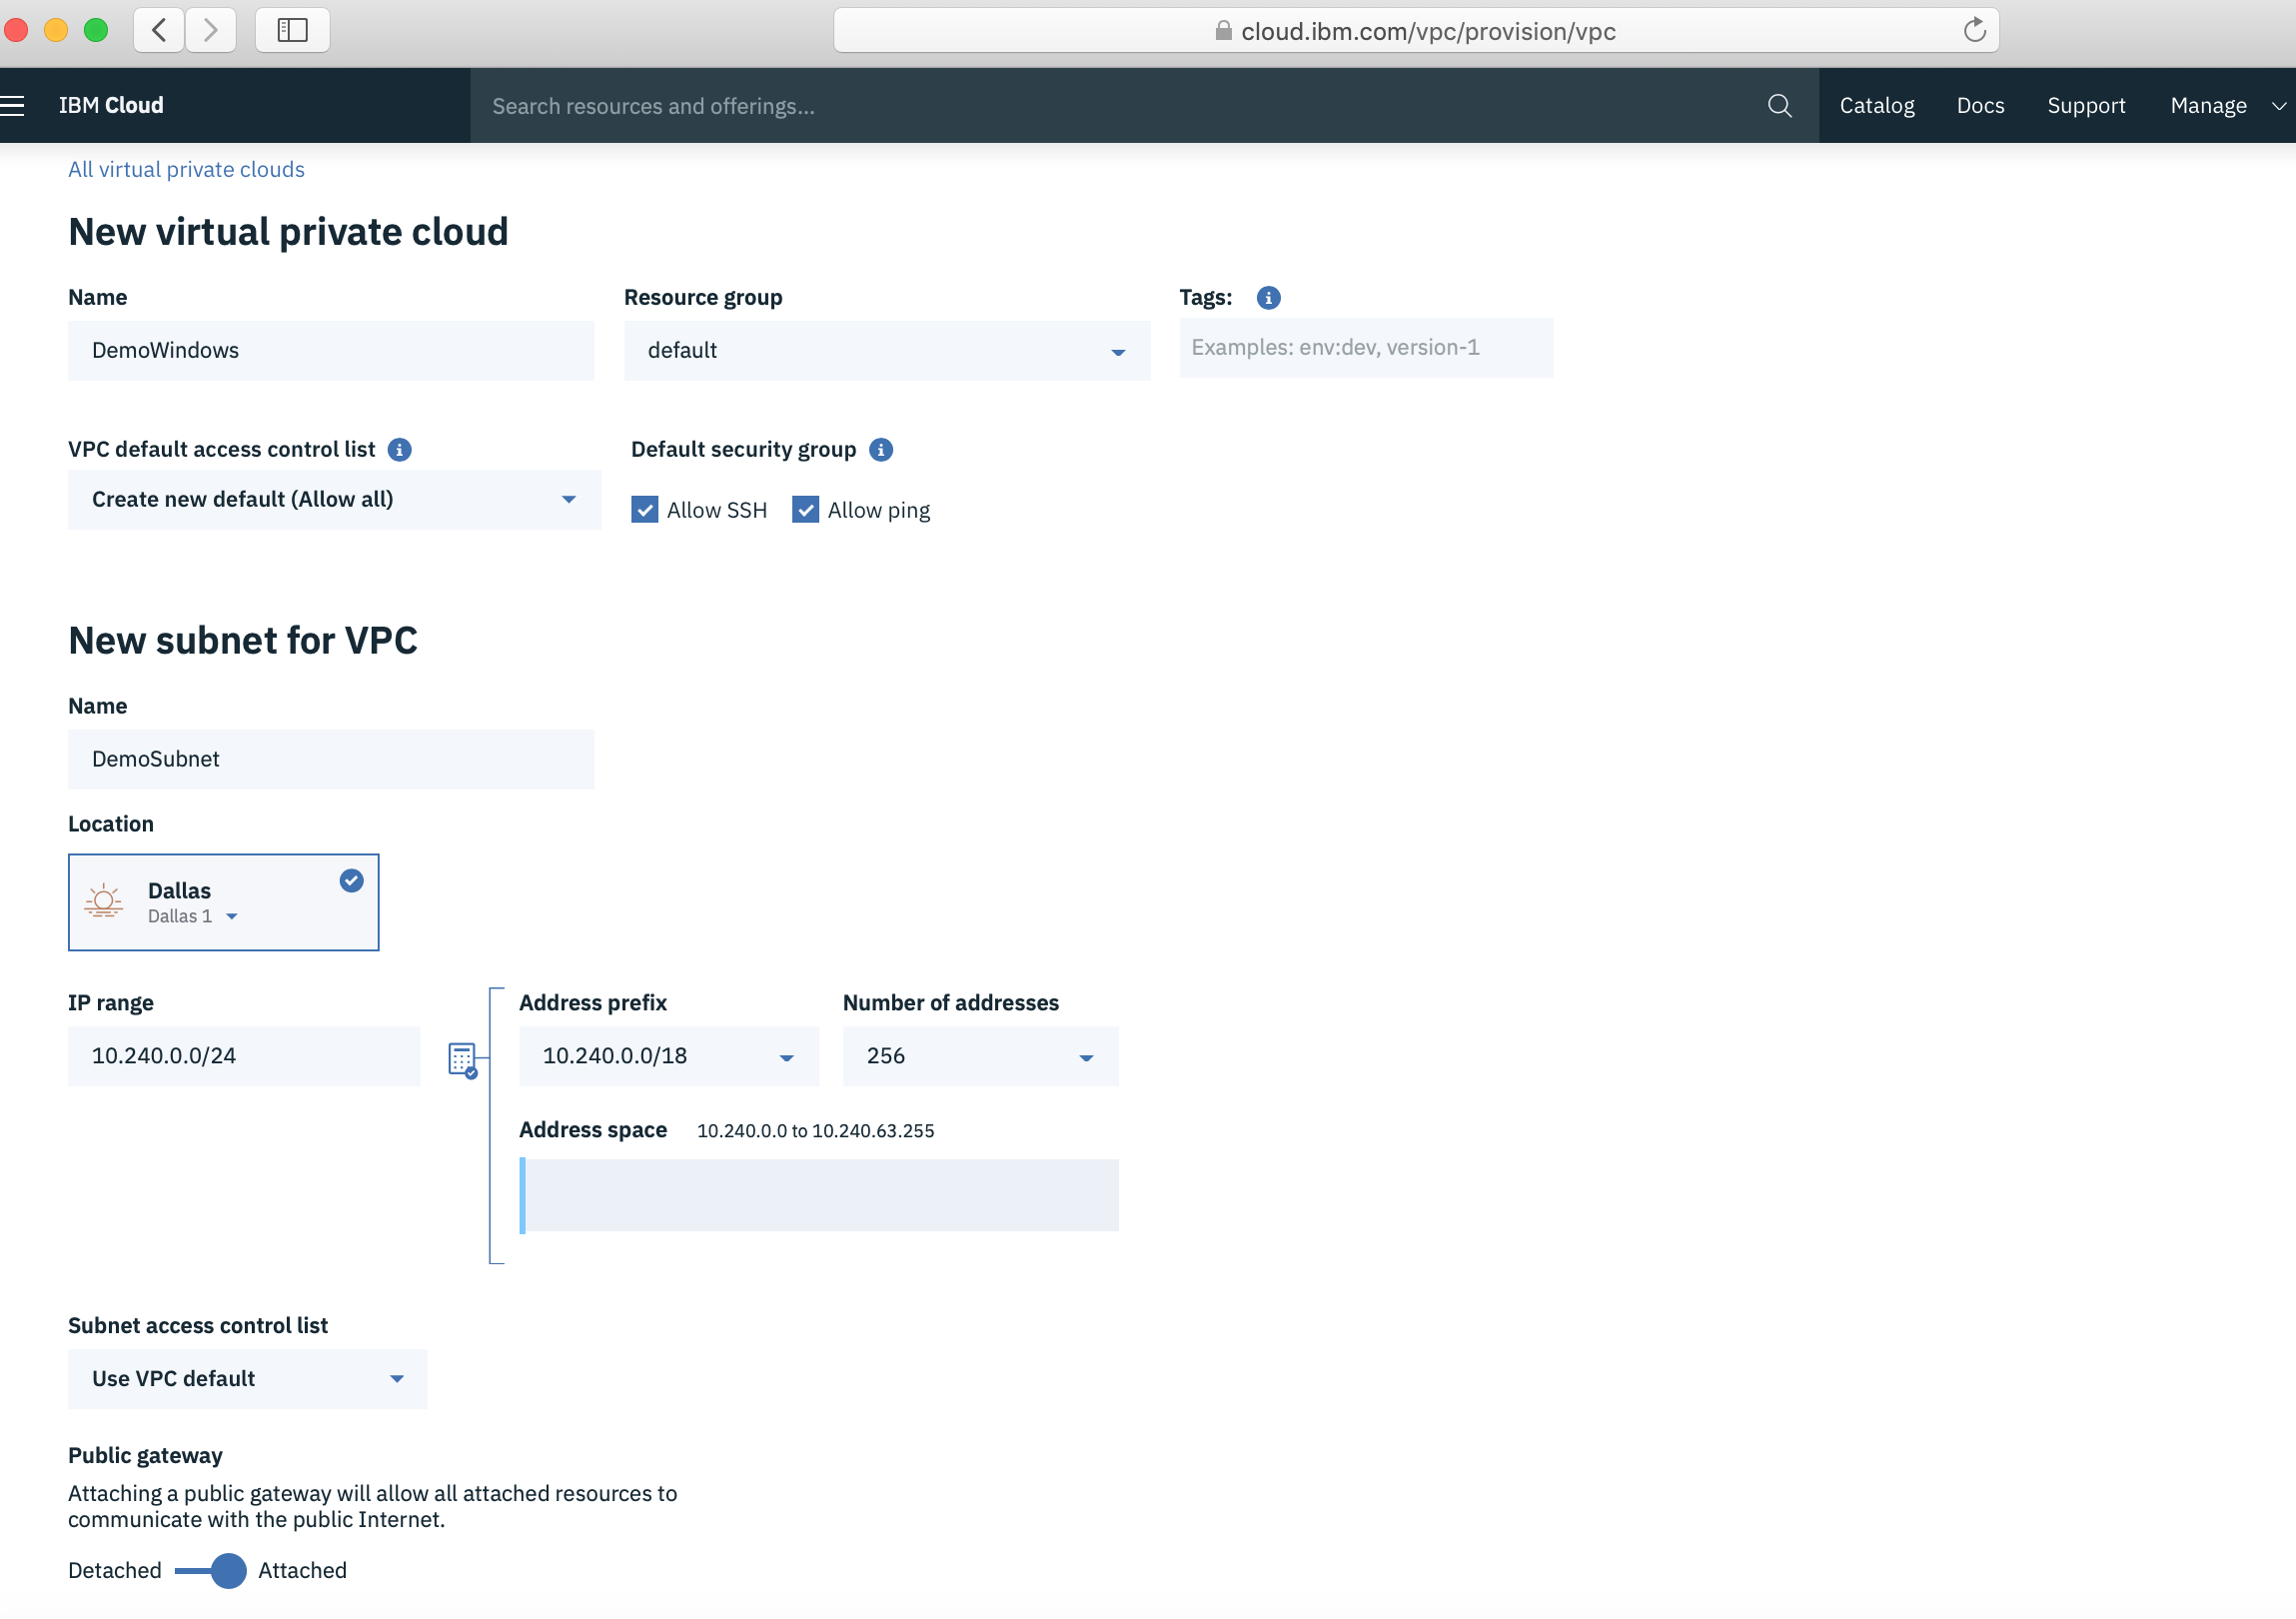 cloud.ibm.com/vpc/provision/vpc
IBM Cloud
Search resources and offerings...
Catalog
Docs
Support
Manage
All virtual private clouds
New virtual private cloud
Name
Resource group
Tags:
DemoWindows
default
Examples: env:dev, version-1
VPC default access control list
Default security group
Create new default (Allow all)
Allow SSH
Allow ping
New subnet for VPC
Name
DemoSubnet
Location
Dallas
Dallas 1
IP range
Address prefix
Number of addresses
10.240.0.0/24
10.240.0.0/18
256
Address space
10.240.0.0 to 10.240.63.255
Subnet access control list
Use VPC default
Public gateway
Attaching a public gateway will allow all attached resources to
communicate with the public Internet.
Detached
Attached